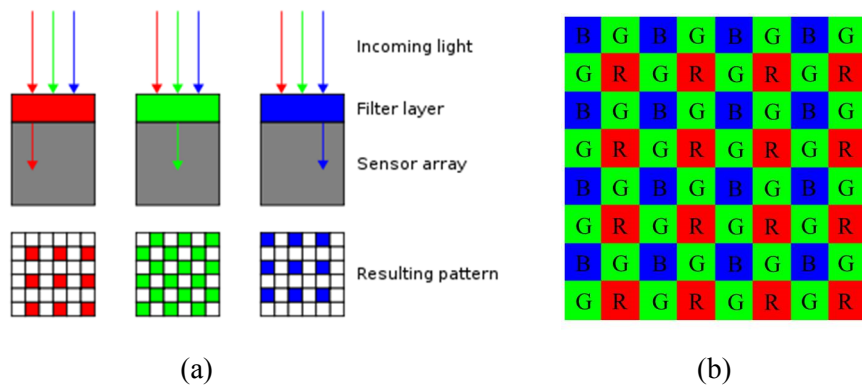 Incoming light
Filter layer
Sensor array
Resulting pattern
(a)
B G B G B G B G
G R G R G R G R
B G B G B G B G
G R G R G R G R
B G B G B G B G
G R G R G R G R
B G B G B G B G
G R G R G R G R
(b)